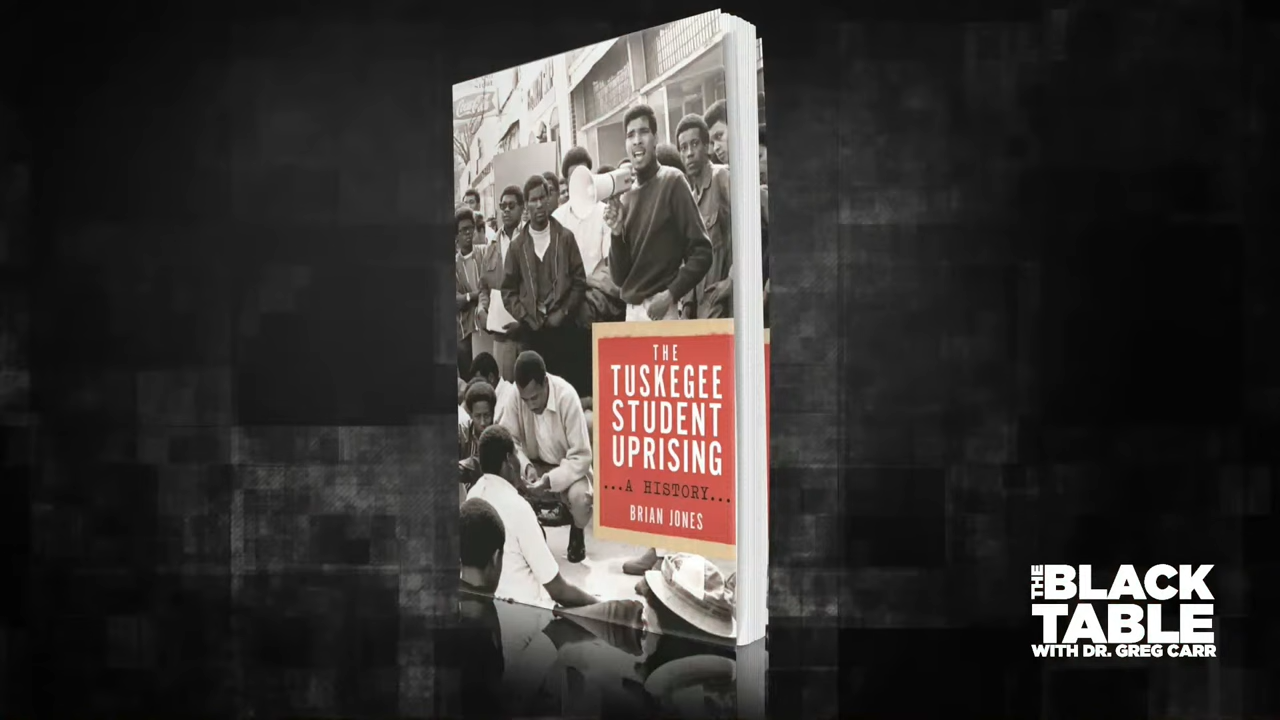 THE
TUSKEGEE
STUDENT
UPRISING
...A HISTORY...
BRIAN JONES
THE BLACK
TABLE
WITH DR. GREG CARR